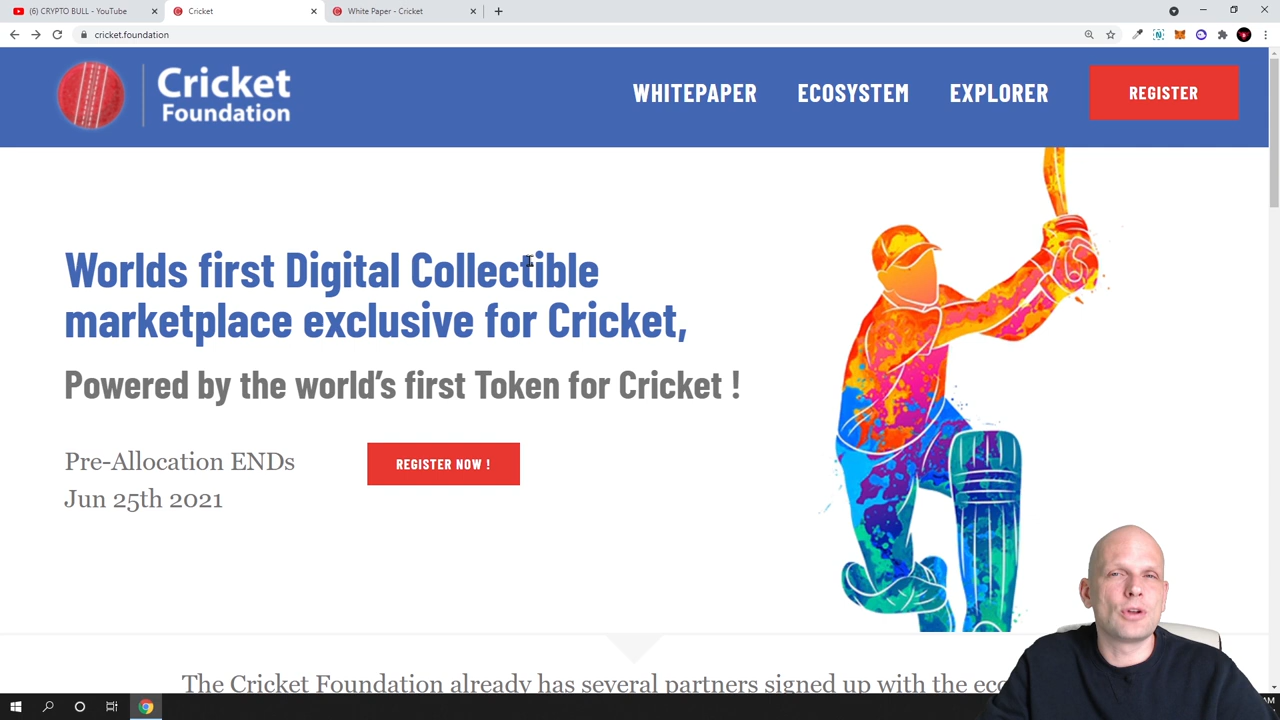 (6) CRYPTO BULL - YouTube
Cricket
White Paper - Cricket
cricket.foundation
Cricket
Foundation
WHITEPAPER
ECOSYSTEM
EXPLORER
REGISTER
Worlds first Digital Collectible
marketplace exclusive for Cricket,
Powered by the world's first Token for Cricket !
Pre-Allocation ENDs
Jun 25th 2021
REGISTER NOW !
The Cricket Foundation already has several partners signed up with the